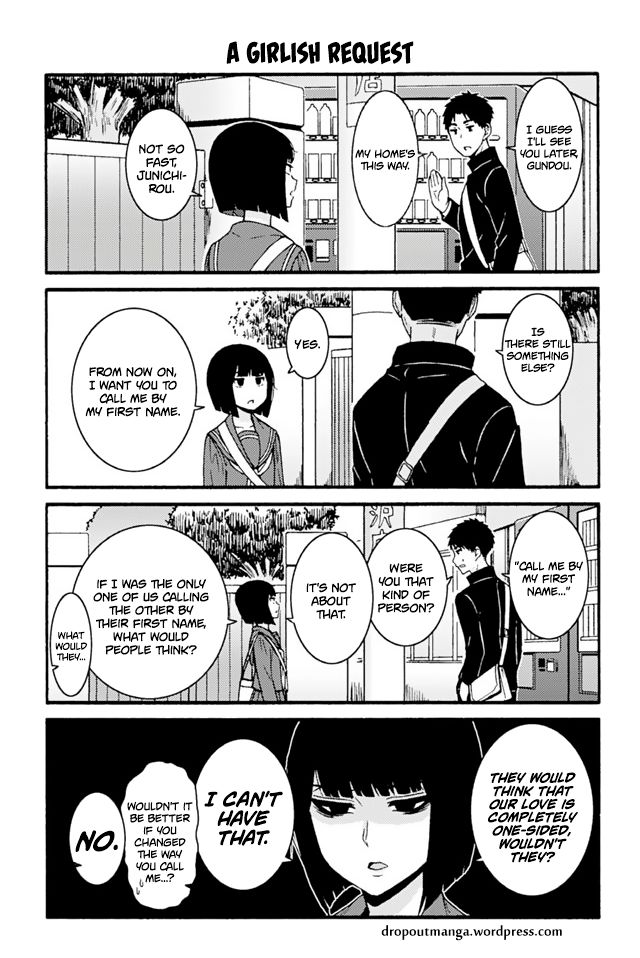 A GIRLISH REQUEST
I GUESS
I'LL SEE
YOU LATER,
GUNDOU.
MY HOME'S
THIS WAY.
店
NOT SO
FAST,
JUNICHI-
ROU.
IS
THERE STILL
SOMETHING
ELSE?
YES.
FROM NOW ON,
I WANT YOU TO
CALL ME BY
MY FIRST NAME.
"CALL ME BY
MY FIRST
NAME..."
WERE
YOU THAT
KIND OF
PERSON?
沢
IT'S NOT
ABOUT
THAT.
IF I WAS THE ONLY
ONE OF US CALLING
THE OTHER BY
THEIR FIRST NAME,
WHAT WOULD
PEOPLE THINK?
WHAT
WOULD
THEY...
THEY WOULD
THINK THAT
OUR LOVE IS
COMPLETELY
ONE-SIDED,
WOULDN'T
THEY?
I CAN'T
HAVE
THAT.
WOULDN'T IT
BE BETTER
IF YOU
CHANGED
THE WAY
YOU CALL
ME...?
NO.
dropoutmanga.wordpress.com